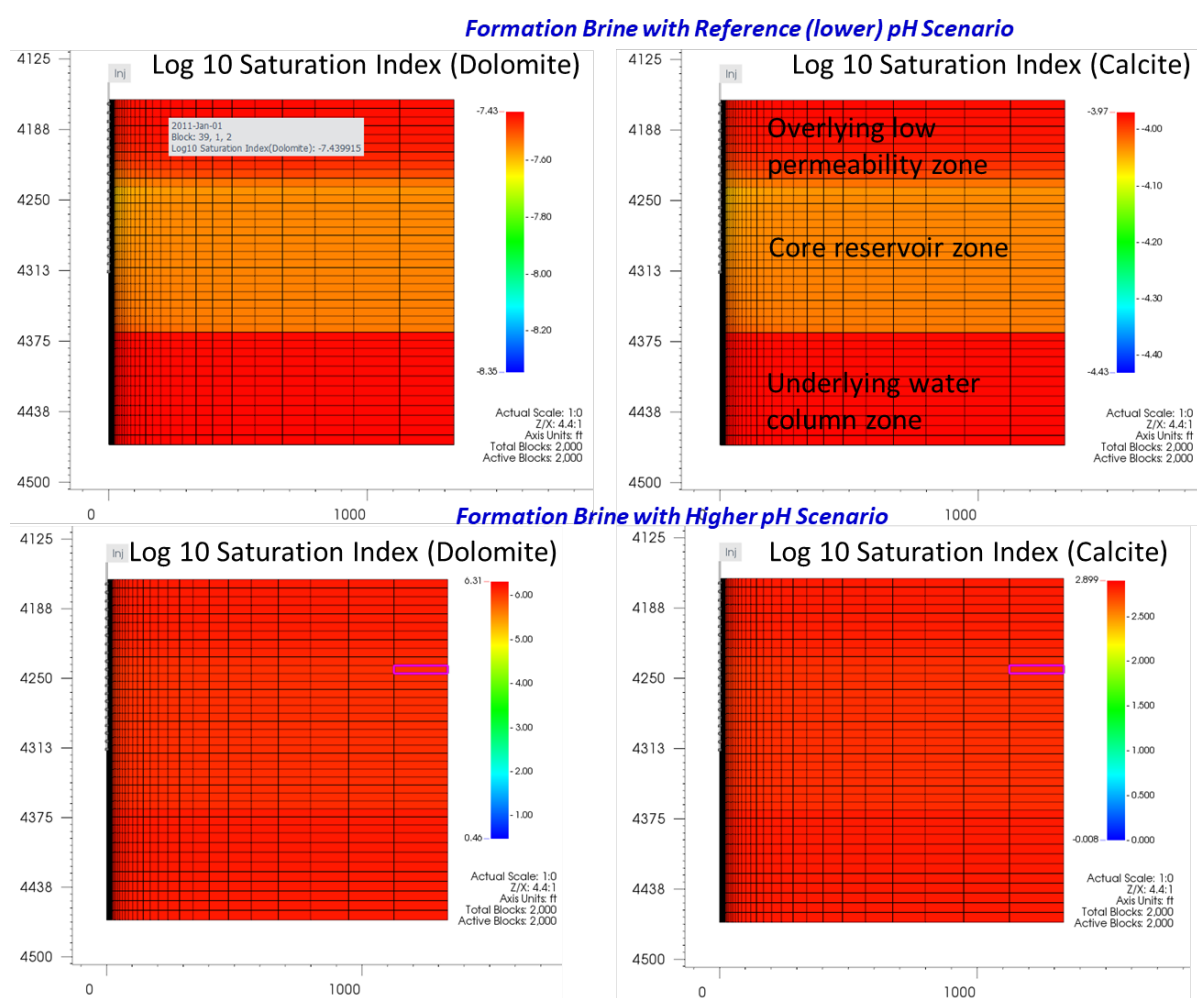 Formation Brine with Reference (lower) pH Scenario
Log 10 Saturation Index (Dolomite)
Inj
4125
4188
4250
4313
4375
4438
4500
0
1000
2011-Jan-01
Block: 39, 1, 2
Log10 Saturation Index(Dolomite): -7.439915
-7.43
-7.60
-7.80
-8.00
-8.20
-8.35
Actual Scale: 1:0
Z/X: 4.4:1
Axis Units: ft
Total Blocks: 2,000
Active Blocks: 2,000
Log 10 Saturation Index (Calcite)
Inj
4125
4188
4250
4313
4375
4438
4500
0
1000
Overlying low
permeability zone
Core reservoir zone
Underlying water
column zone
-3.97
-4.00
-4.10
-4.20
-4.30
-4.40
-4.43
Actual Scale: 1:0
Z/X: 4.4:1
Axis Units: ft
Total Blocks: 2,000
Active Blocks: 2,000
Formation Brine with Higher pH Scenario
Log 10 Saturation Index (Dolomite)
Inj
4125
4188
4250
4313
4375
4438
4500
0
1000
6.31
6.00
5.00
4.00
3.00
2.00
1.00
0.46
Actual Scale: 1:0
Z/X: 4.4:1
Axis Units: ft
Total Blocks: 2,000
Active Blocks: 2,000
Log 10 Saturation Index (Calcite)
Inj
4125
4188
4250
4313
4375
4438
4500
0
1000
2.899
2.500
2.000
1.500
1.000
0.500
0.000
-0.008
Actual Scale: 1:0
Z/X: 4.4:1
Axis Units: ft
Total Blocks: 2,000
Active Blocks: 2,000